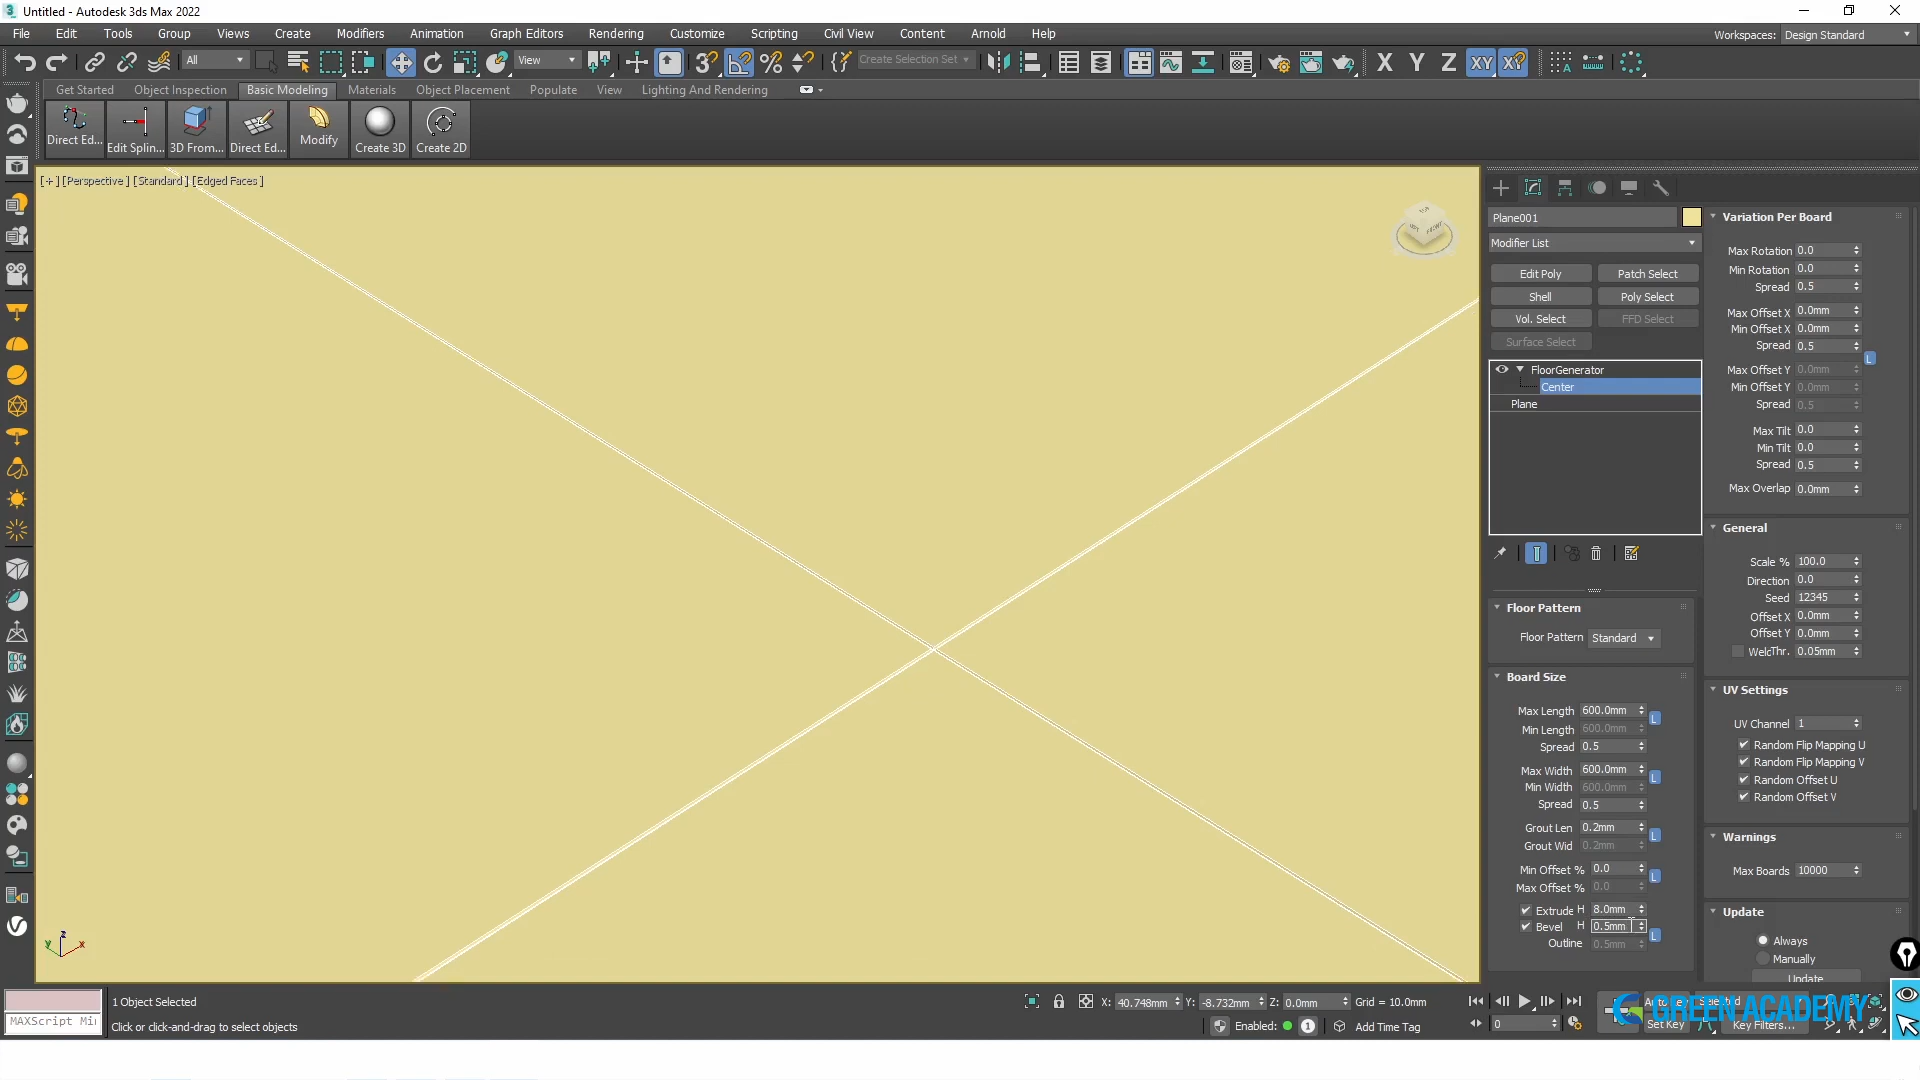 Untitled - Autodesk 3ds Max 2022
File Edit Tools Group Views Create Modifiers Animation Graph Editors Rendering Customize Scripting Civil View Content Arnold Help
Workspaces: Design Standard
All View Create Selection Set X Y Z XY
Get Started Object Inspection Basic Modeling Materials Object Placement Populate View Lighting And Rendering
Direct Ed... Edit Splin... 3D From... Direct Ed... Modify Create 3D Create 2D
[+] [Perspective] [Standard] [Edged Faces]
Plane001
Modifier List
Edit Poly Patch Select
Shell Poly Select
Vol. Select FFD Select
Surface Select
FloorGenerator
Center
Plane
Floor Pattern
Floor Pattern Standard
Board Size
Max Length 600.0mm L
Min Length 600.0mm
Spread 0.5
Max Width 600.0mm L
Min Width 600.0mm
Spread 0.5
Grout Len 0.2mm L
Grout Wid 0.2mm
Min Offset % 0.0 L
Max Offset % 0.0
Extrude H 8.0mm
Bevel H 0.5mm L
Outline 0.5mm
Variation Per Board
Max Rotation 0.0
Min Rotation 0.0
Spread 0.5
Max Offset X 0.0mm
Min Offset X 0.0mm
Spread 0.5 L
Max Offset Y 0.0mm
Min Offset Y 0.0mm
Spread 0.5
Max Tilt 0.0
Min Tilt 0.0
Spread 0.5
Max Overlap 0.0mm
General
Scale % 100.0
Direction 0.0
Seed 12345
Offset X 0.0mm
Offset Y 0.0mm
WeldThr. 0.05mm
UV Settings
UV Channel 1
Random Flip Mapping U
Random Flip Mapping V
Random Offset U
Random Offset V
Warnings
Max Boards 10000
Update
Always
Manually
Update
z
y x
1 Object Selected X: 40.748mm Y: -8.732mm Z: 0.0mm Grid = 10.0mm
MAXScript Mi
Click or click-and-drag to select objects
Enabled: 1 Add Time Tag
0
Auto Selected
Set Key Key Filters...
GREEN ACADEMY